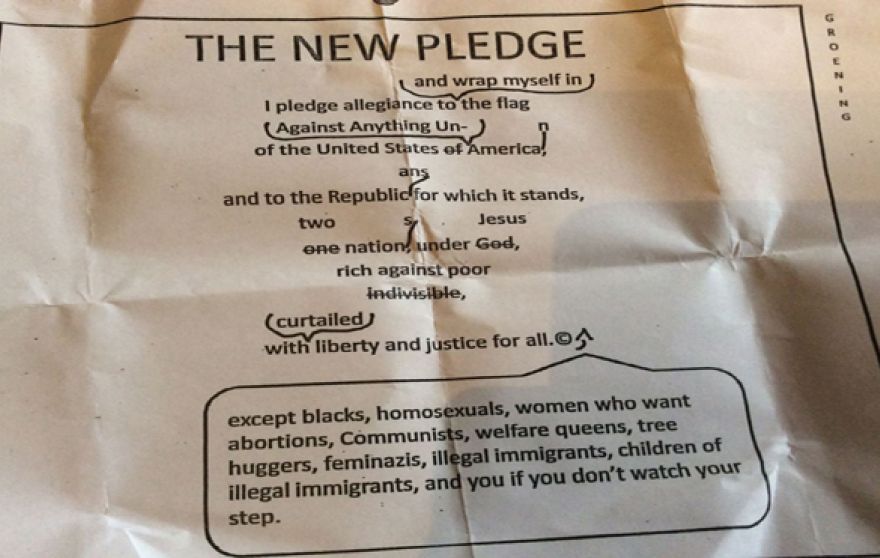 THE NEW PLEDGE
and wrap myself in
I pledge allegiance to the flag
Against Anything Un- n
of the United States of America,
ans
and to the Republic for which it stands,
two s, Jesus
one nation, under God,
rich against poor
indivisible,
curtailed
with liberty and justice for all.©
except blacks, homosexuals, women who want
abortions, Communists, welfare queens, tree
huggers, feminazis, illegal immigrants, children of
illegal immigrants, and you if you don't watch your
step.
GROENING